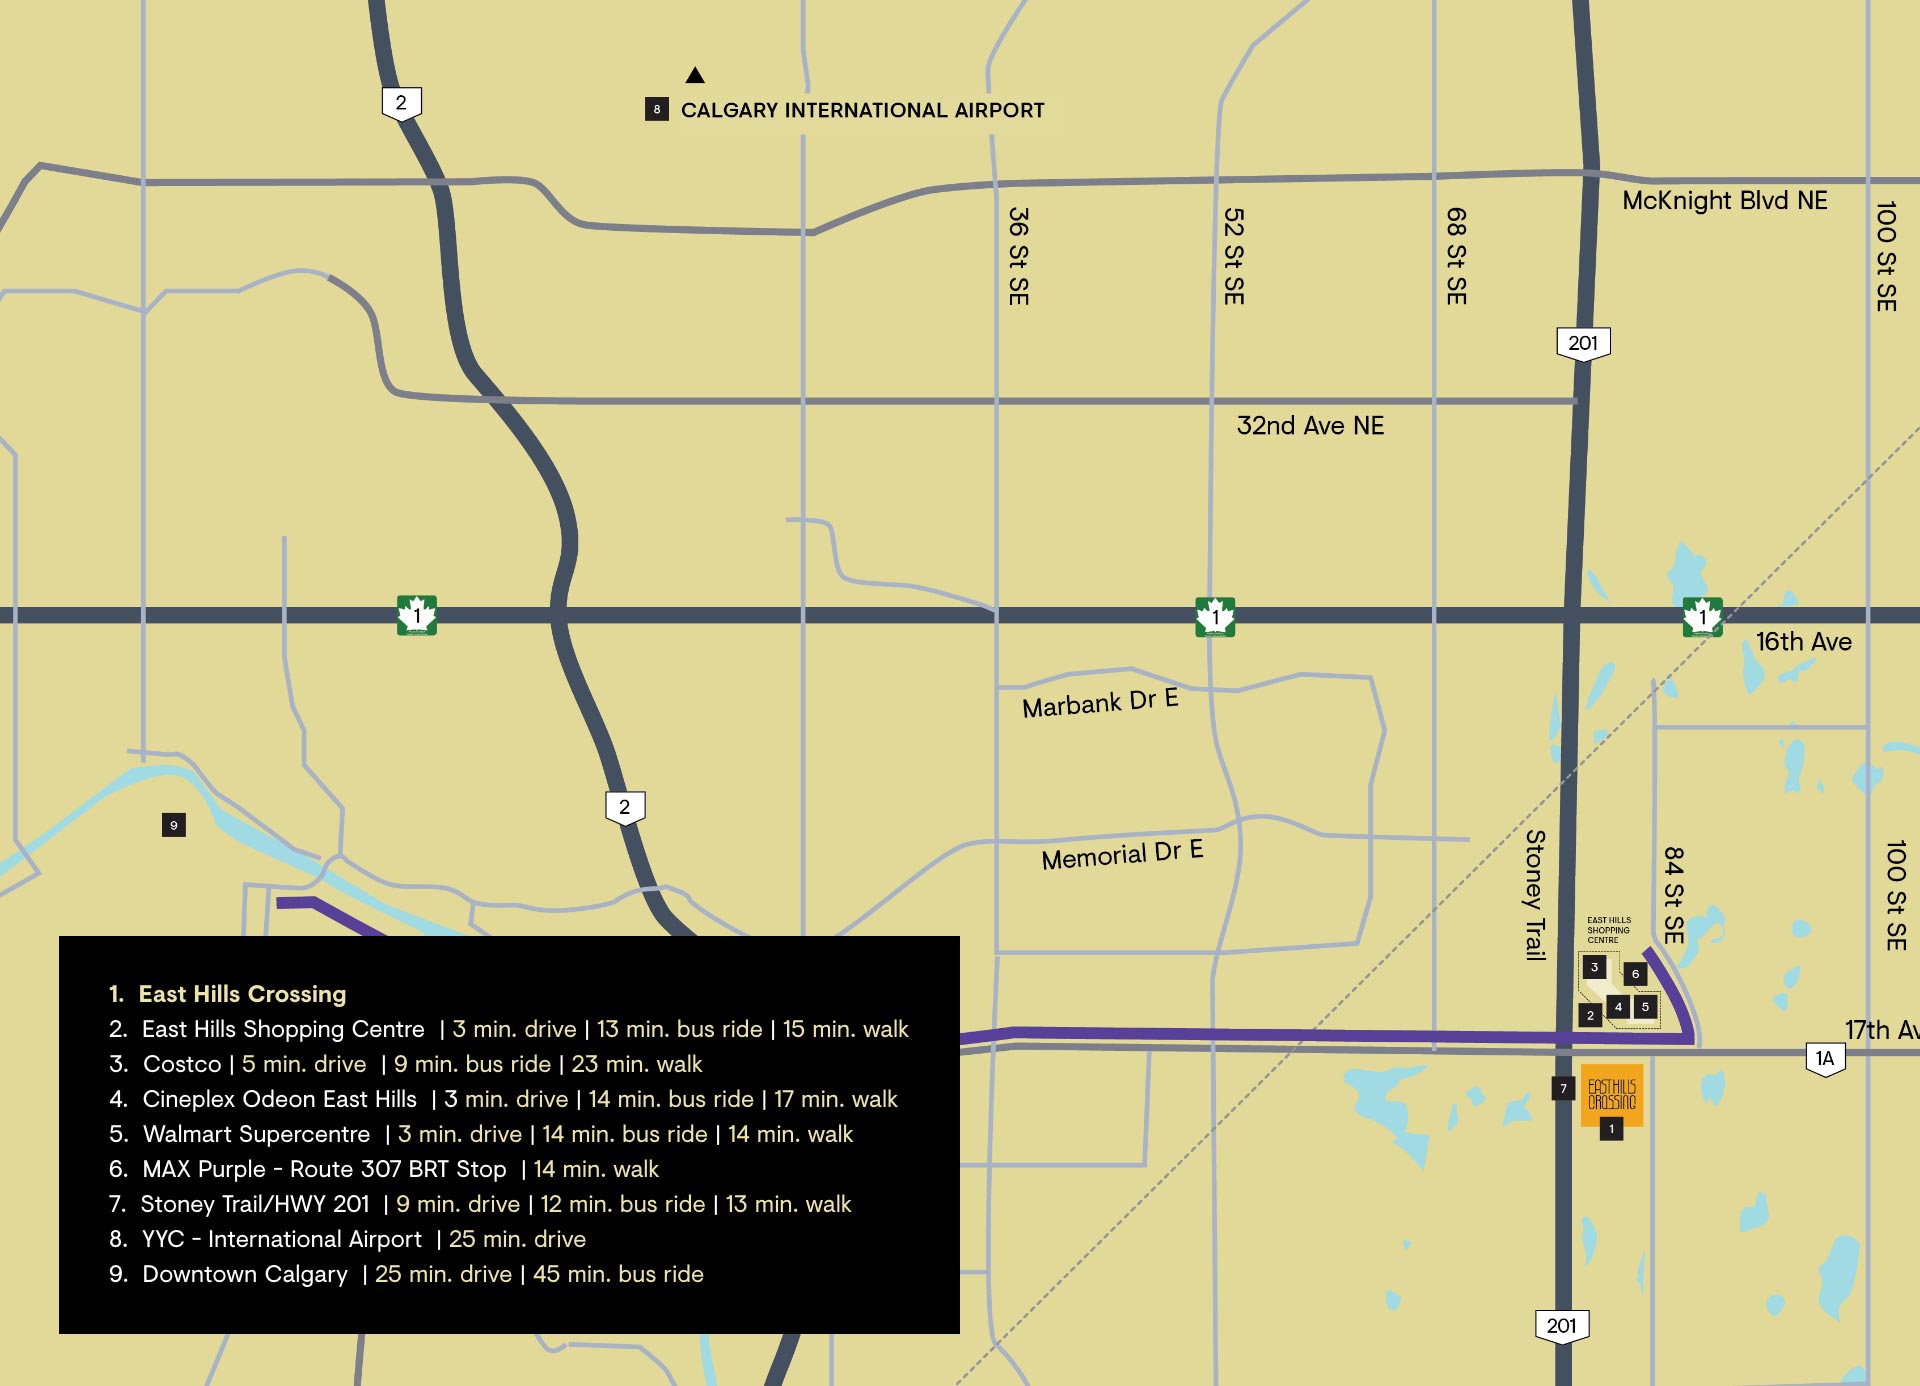 2
8 CALGARY INTERNATIONAL AIRPORT
McKnight Blvd NE
36 St SE
52 St SE
68 St SE
100 St SE
201
32nd Ave NE
1
1
1
16th Ave
Marbank Dr E
2
9
Memorial Dr E
Stoney Trail
84 St SE
100 St SE
EAST HILLS
SHOPPING
CENTRE
3
6
4
5
2
17th Av
1A
7
EASTHILLS
CROSSING
1
201
1. East Hills Crossing
2. East Hills Shopping Centre | 3 min. drive | 13 min. bus ride | 15 min. walk
3. Costco | 5 min. drive | 9 min. bus ride | 23 min. walk
4. Cineplex Odeon East Hills | 3 min. drive | 14 min. bus ride | 17 min. walk
5. Walmart Supercentre | 3 min. drive | 14 min. bus ride | 14 min. walk
6. MAX Purple - Route 307 BRT Stop | 14 min. walk
7. Stoney Trail/HWY 201 | 9 min. drive | 12 min. bus ride | 13 min. walk
8. YYC - International Airport | 25 min. drive
9. Downtown Calgary | 25 min. drive | 45 min. bus ride